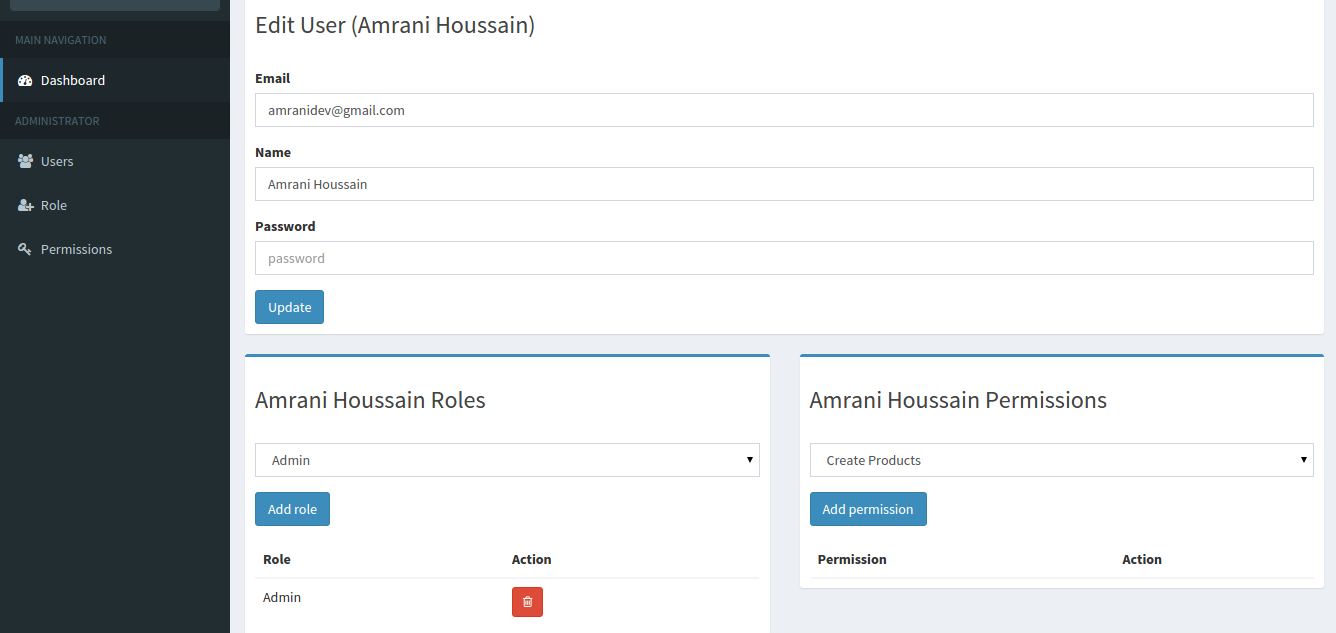 MAIN NAVIGATION
Dashboard
ADMINISTRATOR
Users
Role
Permissions
Edit User (Amrani Houssain)
Email
amranidev@gmail.com
Name
Amrani Houssain
Password
password
Update
Amrani Houssain Roles
Admin
Add role
Role Action
Admin
Amrani Houssain Permissions
Create Products
Add permission
Permission Action